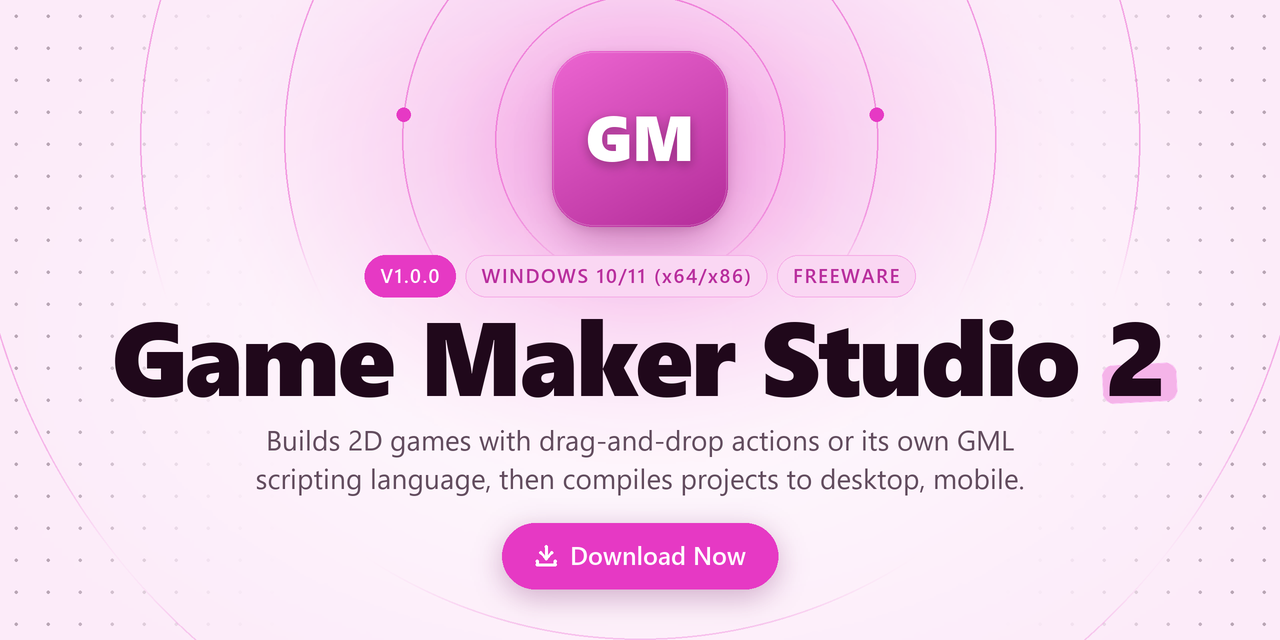 GM
V1.0.0
WINDOWS 10/11 (x64/x86)
FREEWARE
Game Maker Studio 2
Builds 2D games with drag-and-drop actions or its own GML
scripting language, then compiles projects to desktop, mobile.
Download Now